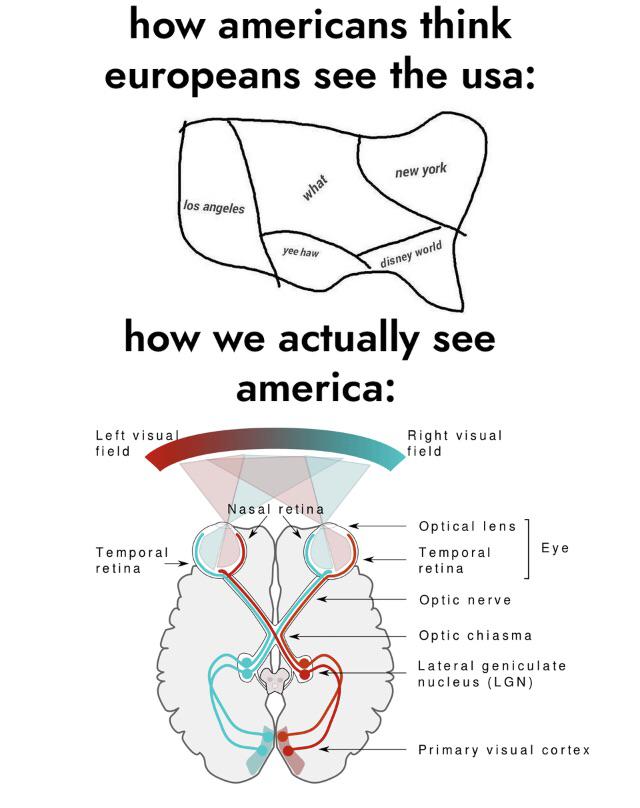 how americans think
europeans see the usa:
los angeles
what
new york
yee haw
disney world
how we actually see
america:
Left visual
field
Right visual
field
Nasal retina
Optical lens
Temporal
retina
Temporal
retina
Eye
Optic nerve
Optic chiasma
Lateral geniculate
nucleus (LGN)
Primary visual cortex